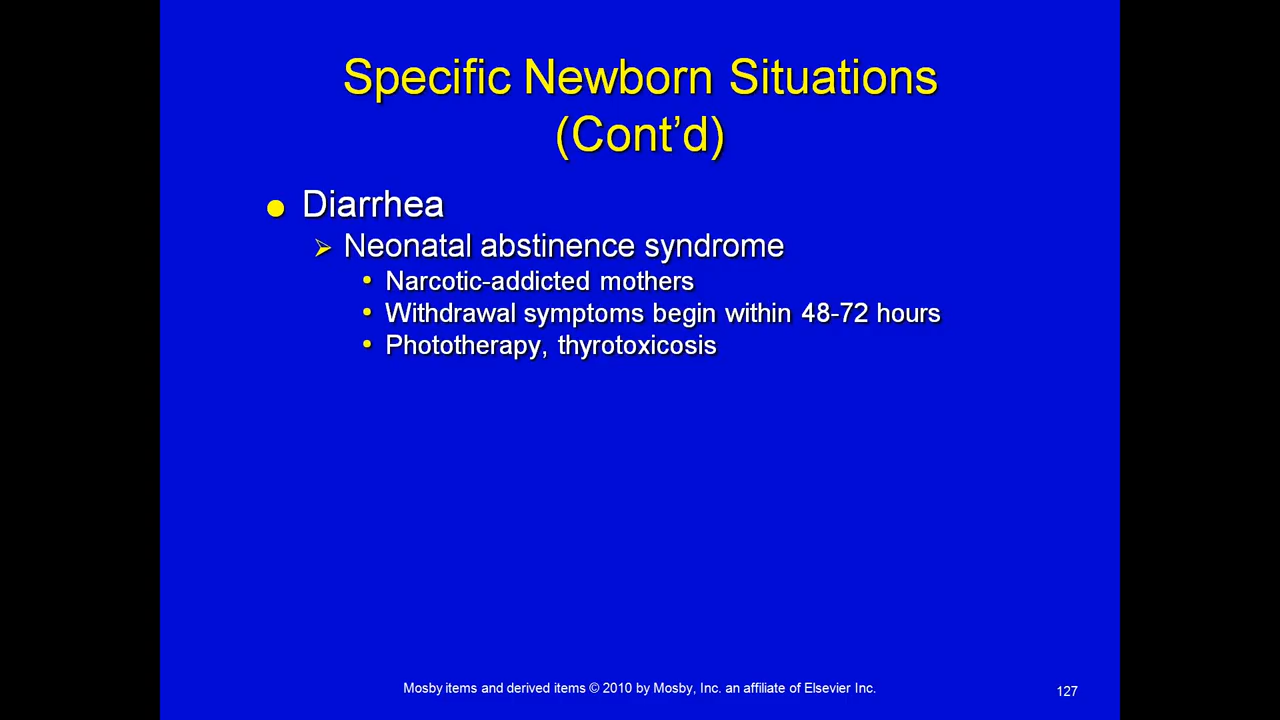 Specific Newborn Situations
(Cont’d)
Diarrhea
Neonatal abstinence syndrome
Narcotic-addicted mothers
Withdrawal symptoms begin within 48-72 hours
Phototherapy, thyrotoxicosis
Mosby items and derived items © 2010 by Mosby, Inc. an affiliate of Elsevier Inc.
127